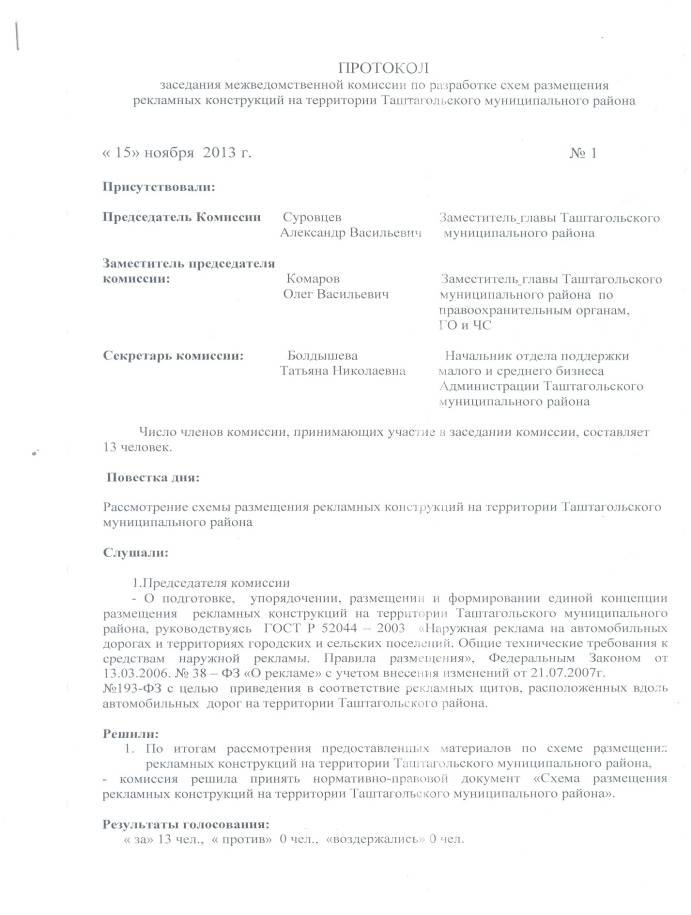 ПРОТОКОЛ
заседания межведомственной комиссии по разработке схем размещения
рекламных конструкций на территории Таштагольского муниципального района
« 15» ноября 2013 г. № 1
Присутствовали:
Председатель Комиссии Суровцев Заместитель главы Таштагольского
Александр Васильевич муниципального района
Заместитель председателя
комиссии: Комаров Заместитель главы Таштагольского
Олег Васильевич муниципального района по
правоохранительным органам,
ГО и ЧС
Секретарь комиссии: Болдышева Начальник отдела поддержки
Татьяна Николаевна малого и среднего бизнеса
Администрации Таштагольского
муниципального района
Число членов комиссии, принимающих участие в заседании комиссии, составляет
13 человек.
Повестка дня:
Рассмотрение схемы размещения рекламных конструкций на территории Таштагольского
муниципального района
Слушали:
1.Председателя комиссии
- О подготовке, упорядочении, размещении и формировании единой концепции
размещения рекламных конструкций на территории Таштагольского муниципального
района, руководствуясь ГОСТ Р 52044 – 2003 «Наружная реклама на автомобильных
дорогах и территориях городских и сельских поселений. Общие технические требования к
средствам наружной рекламы. Правила размещения», Федеральным Законом от
13.03.2006. № 38 – ФЗ «О рекламе» с учетом внесения изменений от 21.07.2007г.
№193-ФЗ с целью приведения в соответствие рекламных щитов, расположенных вдоль
автомобильных дорог на территории Таштагольского района.
Решили:
1. По итогам рассмотрения предоставленных материалов по схеме размещения
рекламных конструкций на территории Таштагольского муниципального района,
- комиссия решила принять нормативно-правовой документ «Схема размещения
рекламных конструкций на территории Таштагольского муниципального района».
Результаты голосования:
« за» 13 чел., « против» 0 чел., «воздержались» 0 чел.